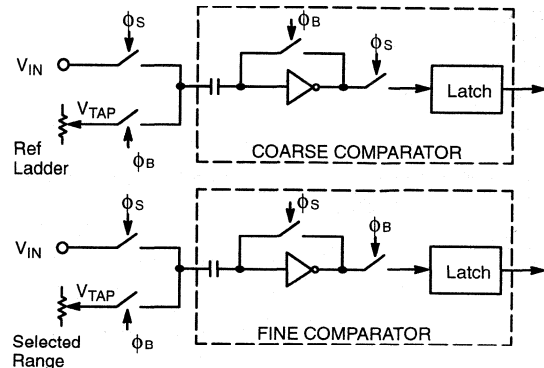 ϕS
ϕB
ϕS
VIN
VTAP
Latch
Ref
Ladder
ϕB
COARSE COMPARATOR
ϕS
ϕS
ϕB
VIN
VTAP
Latch
Selected
Range
ϕB
FINE COMPARATOR